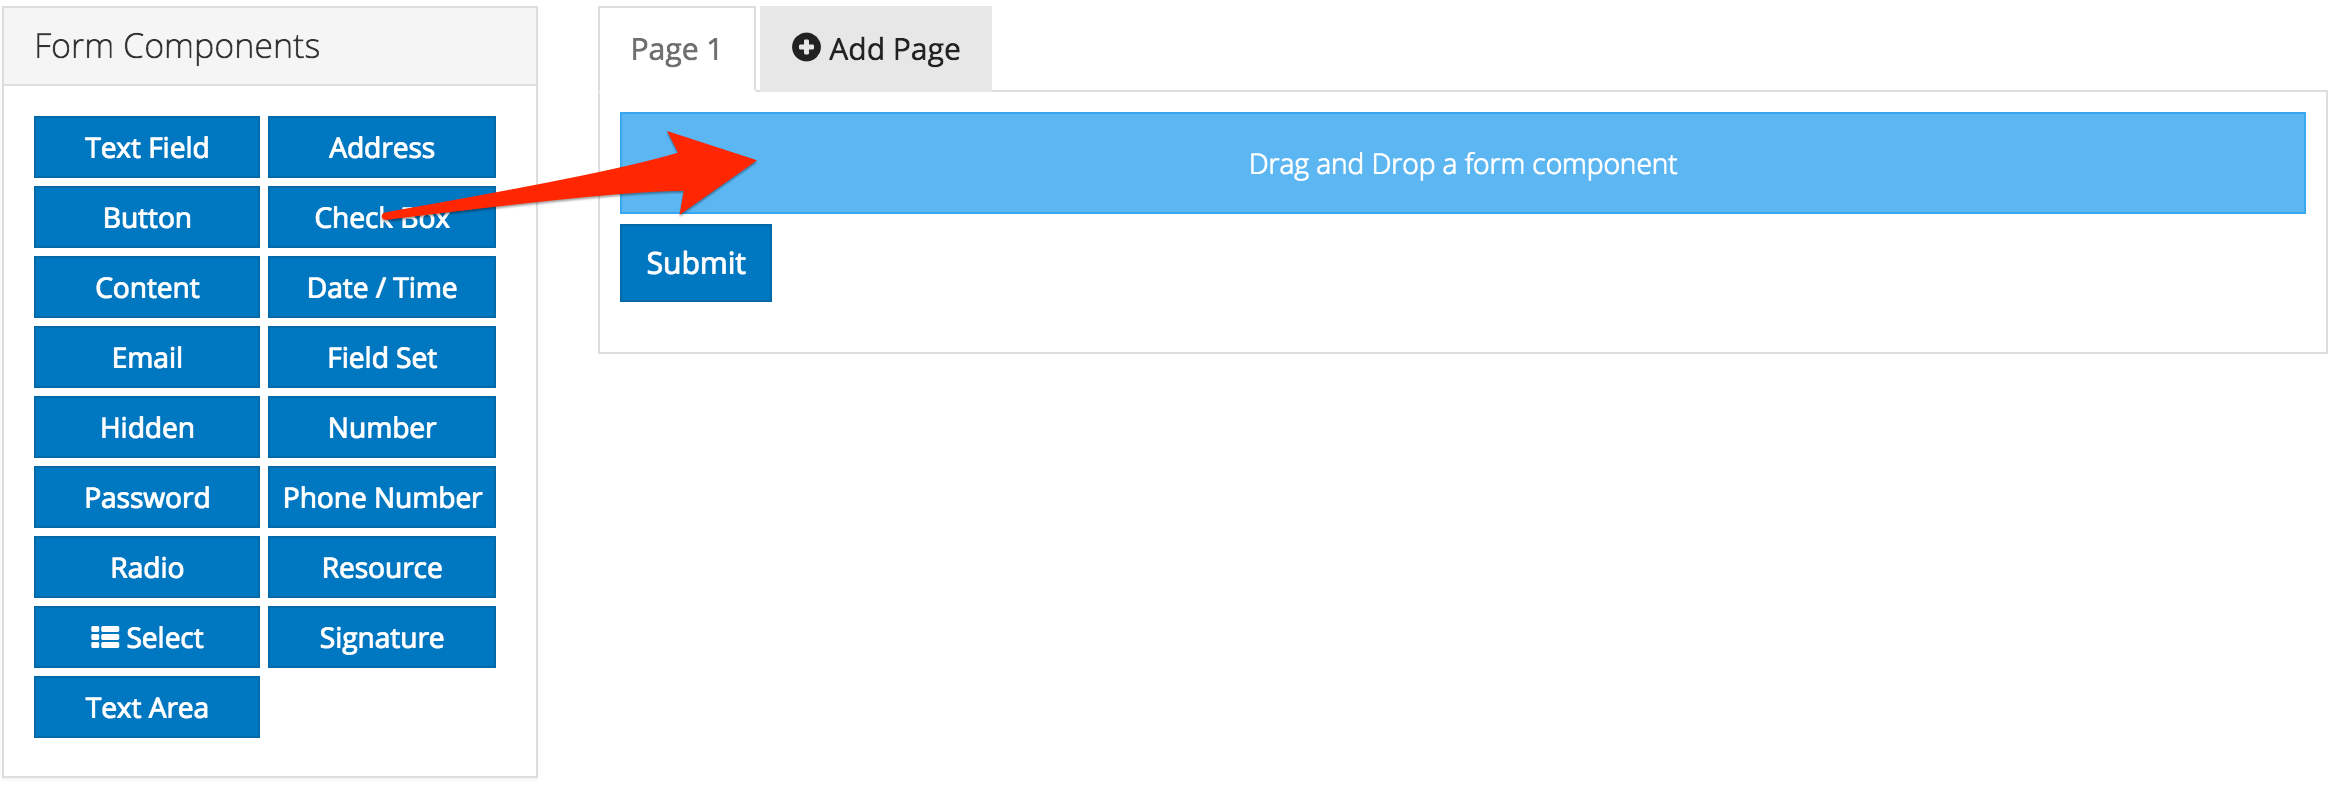 Form Components
Text Field
Address
Button
Check Box
Content
Date / Time
Email
Field Set
Hidden
Number
Password
Phone Number
Radio
Resource
Select
Signature
Text Area
Page 1
Add Page
Drag and Drop a form component
Submit